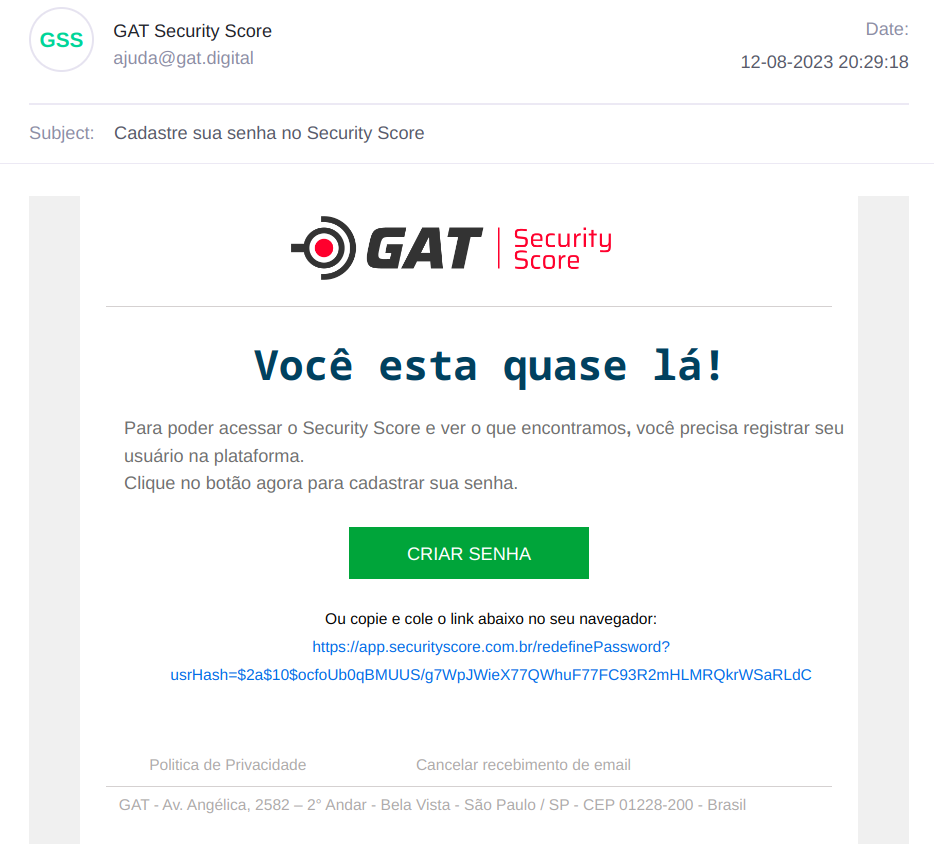 GSS
GAT Security Score
ajuda@gat.digital
Date:
12-08-2023 20:29:18
Subject: Cadastre sua senha no Security Score
GAT Security
Score
Você esta quase lá!
Para poder acessar o Security Score e ver o que encontramos, você precisa registrar seu
usuário na plataforma.
Clique no botão agora para cadastrar sua senha.
CRIAR SENHA
Ou copie e cole o link abaixo no seu navegador:
https://app.securityscore.com.br/redefinePassword?
usrHash=$2a$10$ocfoUb0qBMUUS/g7WpJWieX77QWhuF77FC93R2mHLMRQkrWSaRLdC
Politica de Privacidade Cancelar recebimento de email
GAT - Av. Angélica, 2582 – 2° Andar - Bela Vista - São Paulo / SP - CEP 01228-200 - Brasil